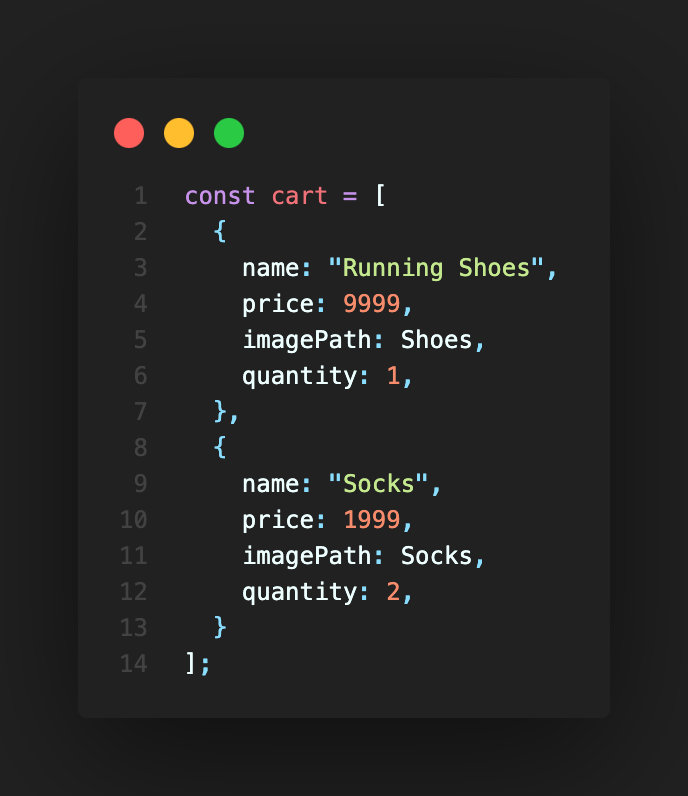 1 const cart = [
2   {
3     name: "Running Shoes",
4     price: 9999,
5     imagePath: Shoes,
6     quantity: 1,
7   },
8   {
9     name: "Socks",
10     price: 1999,
11     imagePath: Socks,
12     quantity: 2,
13   }
14 ];